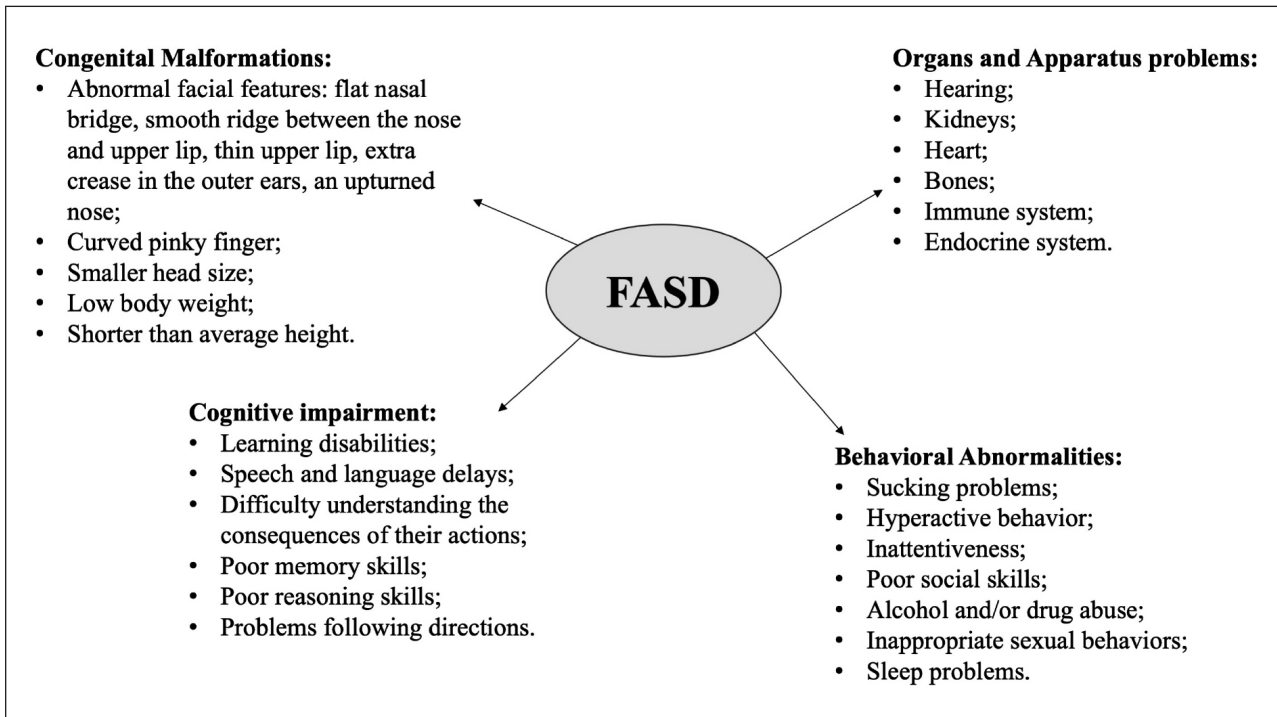 Congenital Malformations:
• Abnormal facial features: flat nasal
bridge, smooth ridge between the nose
and upper lip, thin upper lip, extra
crease in the outer ears, an upturned
nose;
• Curved pinky finger;
• Smaller head size;
• Low body weight;
• Shorter than average height.
Organs and Apparatus problems:
• Hearing;
• Kidneys;
• Heart;
• Bones;
• Immune system;
• Endocrine system.
FASD
Cognitive impairment:
• Learning disabilities;
• Speech and language delays;
• Difficulty understanding the
consequences of their actions;
• Poor memory skills;
• Poor reasoning skills;
• Problems following directions.
Behavioral Abnormalities:
• Sucking problems;
• Hyperactive behavior;
• Inattentiveness;
• Poor social skills;
• Alcohol and/or drug abuse;
• Inappropriate sexual behaviors;
• Sleep problems.